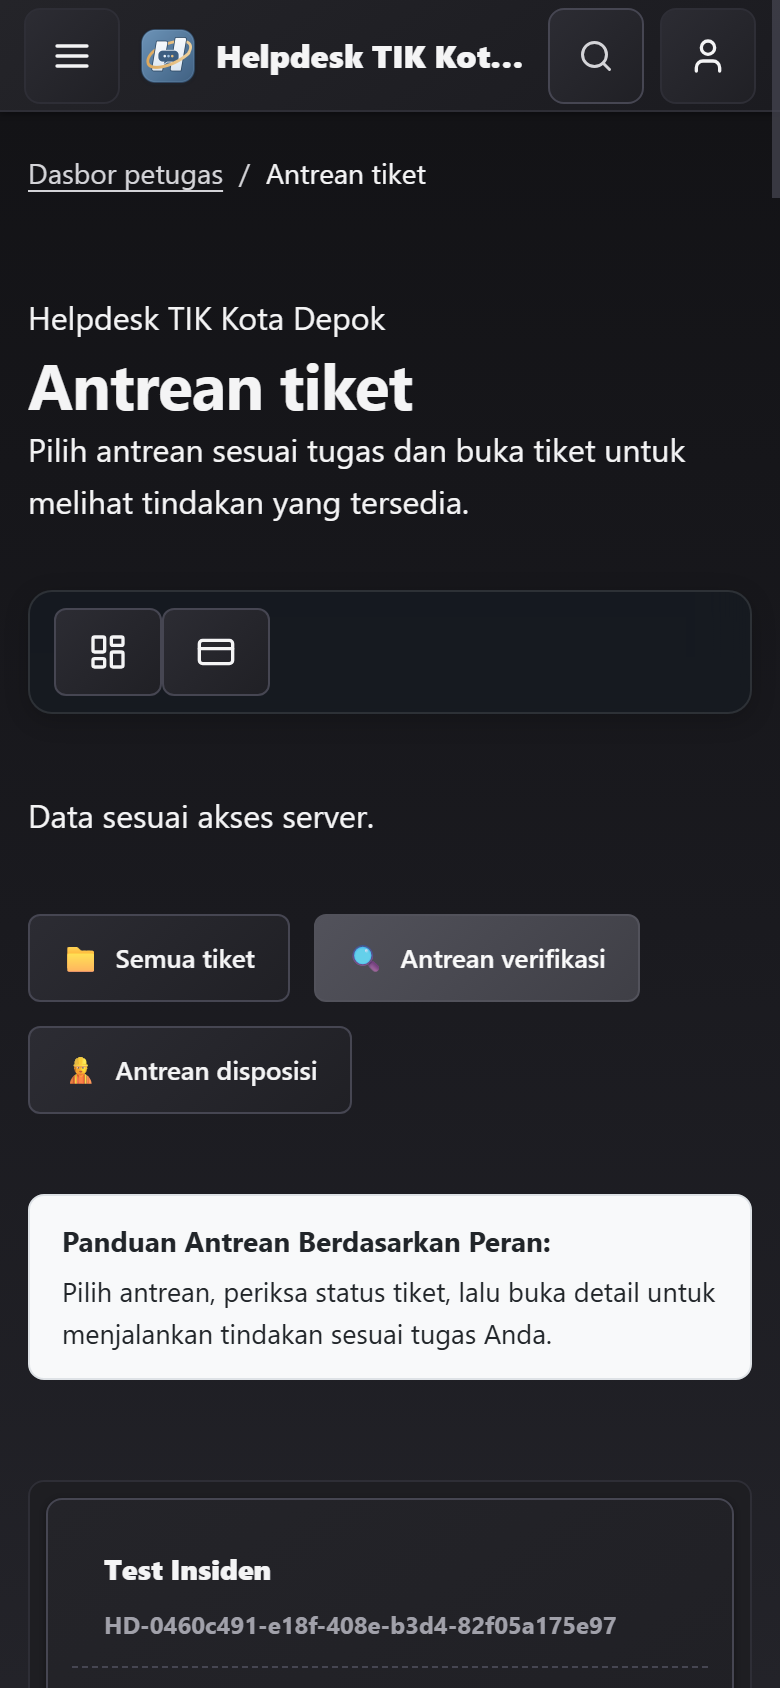 Helpdesk TIK Kot...
Dasbor petugas / Antrean tiket
Helpdesk TIK Kota Depok
Antrean tiket
Pilih antrean sesuai tugas dan buka tiket untuk
melihat tindakan yang tersedia.
Data sesuai akses server.
Semua tiket
Antrean verifikasi
Antrean disposisi
Panduan Antrean Berdasarkan Peran:
Pilih antrean, periksa status tiket, lalu buka detail untuk
menjalankan tindakan sesuai tugas Anda.
Test Insiden
HD-0460c491-e18f-408e-b3d4-82f05a175e97